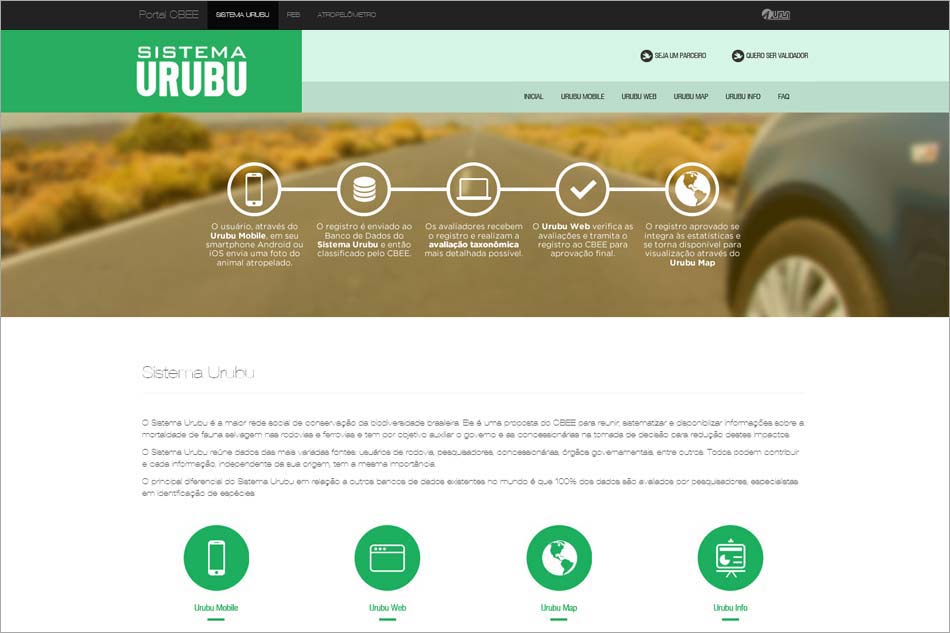 Portal CBEE SISTEMA URUBU REB ATROPELÔMETRO
SISTEMA
URUBU
SEJA UM PARCEIRO QUERO SER VALIDADOR
INICIAL URUBU MOBILE URUBU WEB URUBU MAP URUBU INFO FAQ
O usuário, através do
Urubu Mobile, em seu
smartphone Android ou
iOS envia uma foto do
animal atropelado.
O registro é enviado ao
Banco de Dados do
Sistema Urubu e então
classificado pelo CBEE.
Os avaliadores recebem
o registro e realizam a
avaliação taxonômica
mais detalhada possível.
O Urubu Web verifica as
avaliações e tramita o
registro ao CBEE para
aprovação final.
O registro aprovado se
integra às estatísticas e
se torna disponível para
visualização através do
Urubu Map
Sistema Urubu
O Sistema Urubu é a maior rede social de conservação da biodiversidade brasileira. Ele é uma proposta do CBEE para reunir, sistematizar e disponibilizar informações sobre a
mortalidade de fauna selvagem nas rodovias e ferrovias e tem por objetivo auxiliar o governo e as concessionárias na tomada de decisão para redução destes impactos.
O Sistema Urubu reúne dados das mais variadas fontes: usuários de rodovia, pesquisadores, concessionárias, órgãos governamentais, entre outros. Todos podem contribuir
e cada informação, independente da sua origem, tem a mesma importância.
O principal diferencial do Sistema Urubu em relação a outros bancos de dados existentes no mundo é que 100% dos dados são avaliados por pesquisadores, especialistas
em identificação de espécies
Urubu Mobile Urubu Web Urubu Map Urubu Info